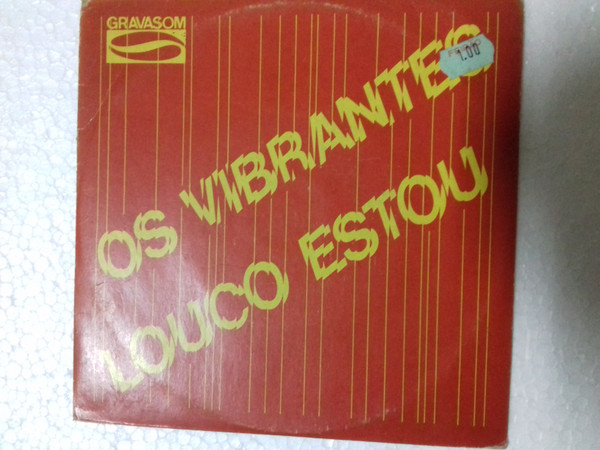 GRAVASOM
1.00
OS VIBRANTES
LOUCO ESTOU